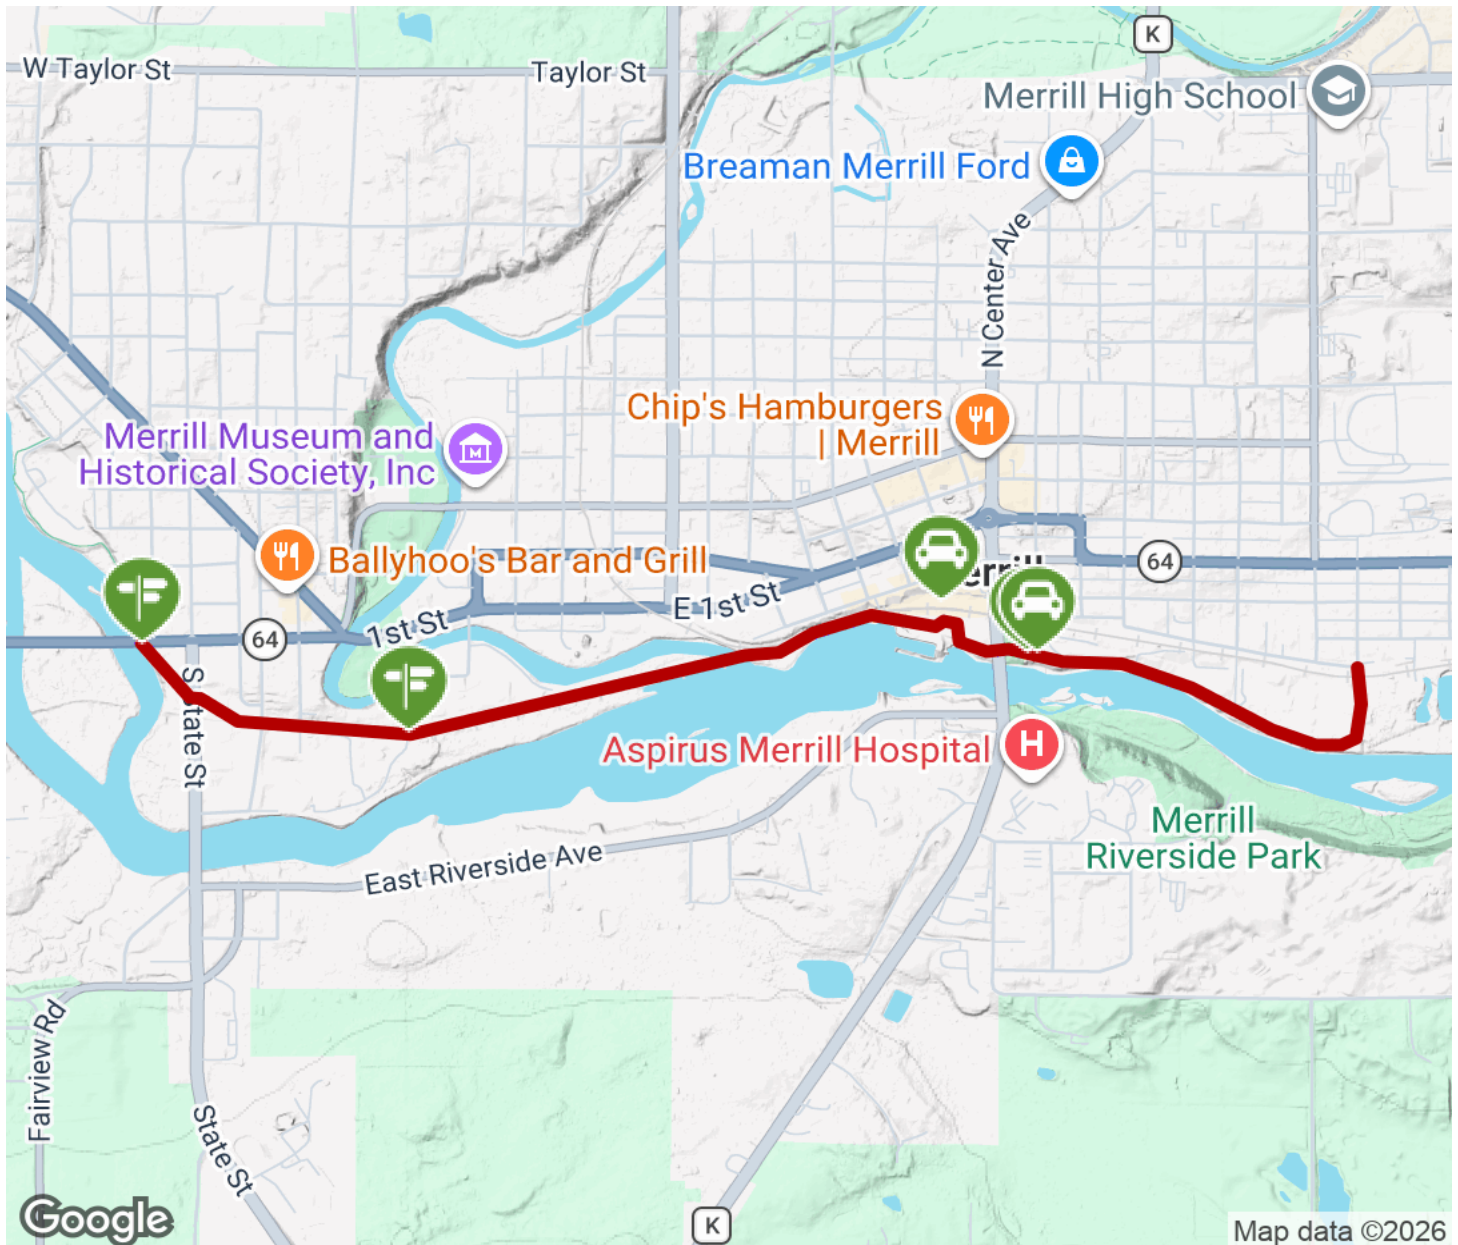 K
W Taylor St
Taylor St
Merrill High School
Breaman Merrill Ford
N Center Ave
Chip's Hamburgers
| Merrill
Merrill Museum and
Historical Society, Inc
Ballyhoo's Bar and Grill
64
E 1st St
1st St
64
S State St
Aspirus Merrill Hospital
H
Merrill
Riverside Park
East Riverside Ave
Fairview Rd
State St
K
Google
Map data ©2026